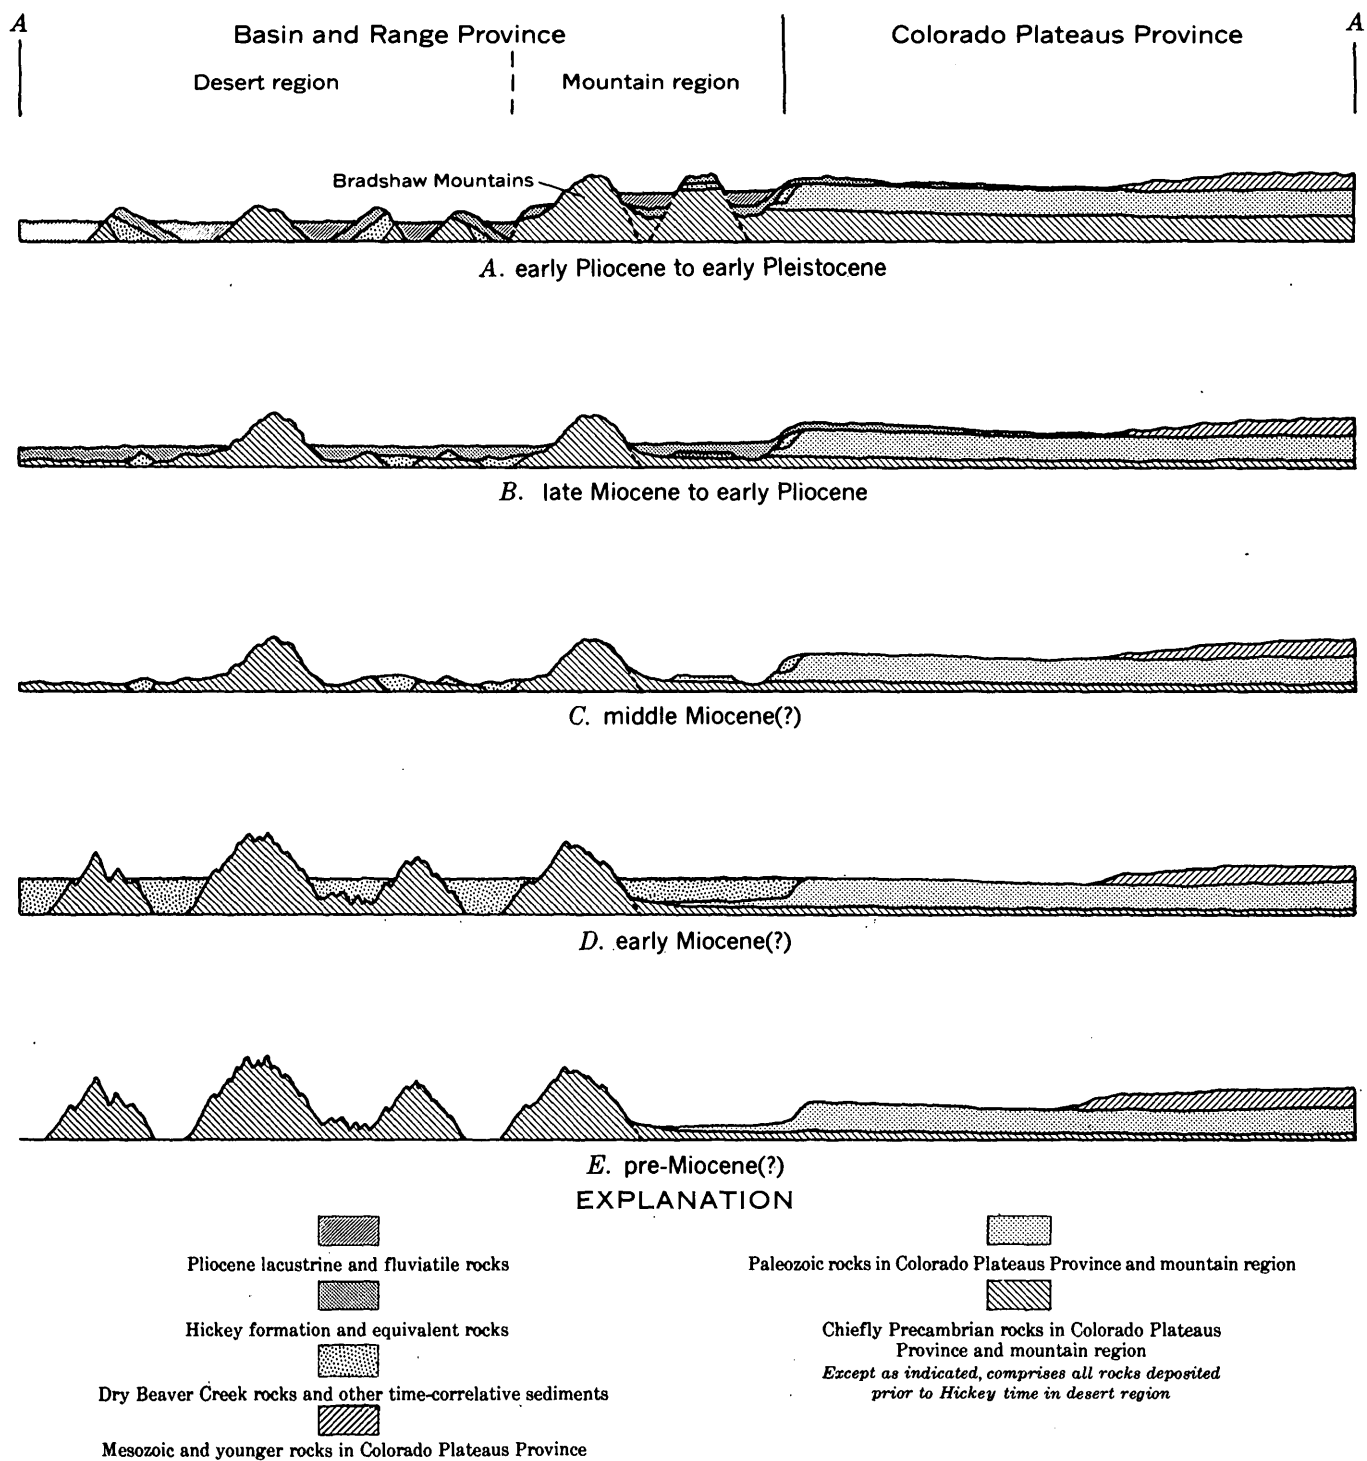 A A
Basin and Range Province Colorado Plateaus Province
Desert region Mountain region
Bradshaw Mountains
A. early Pliocene to early Pleistocene
B. late Miocene to early Pliocene
C. middle Miocene(?)
D. early Miocene(?)
E. pre-Miocene(?)
EXPLANATION
Pliocene lacustrine and fluviatile rocks
Hickey formation and equivalent rocks
Dry Beaver Creek rocks and other time-correlative sediments
Mesozoic and younger rocks in Colorado Plateaus Province
Paleozoic rocks in Colorado Plateaus Province and mountain region
Chiefly Precambrian rocks in Colorado Plateaus
Province and mountain region
Except as indicated, comprises all rocks deposited
prior to Hickey time in desert region